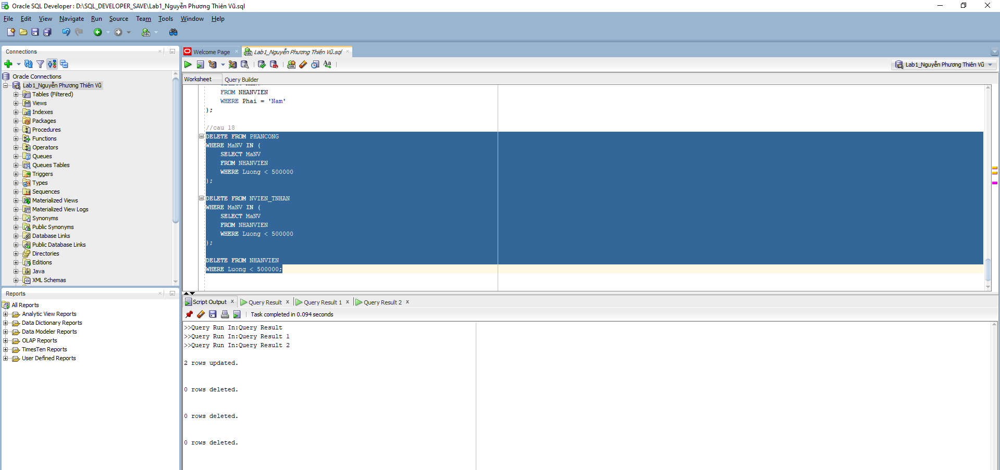 Oracle SQL Developer : D:\SQL_DEVELOPER_SAVE\Lab1_Nguyễn Phương Thiên Vũ.sql
File Edit View Navigate Run Source Team Tools Window Help
Connections
Oracle Connections
Lab1_Nguyễn Phương Thiên Vũ
Tables (Filtered)
Views
Indexes
Packages
Procedures
Functions
Operators
Queues
Queues Tables
Triggers
Types
Sequences
Materialized Views
Materialized View Logs
Synonyms
Public Synonyms
Database Links
Public Database Links
Directories
Editions
Java
XML Schemas
Reports
All Reports
Analytic View Reports
Data Dictionary Reports
Data Modeler Reports
OLAP Reports
TimesTen Reports
User Defined Reports
Welcome Page
Lab1_Nguyễn Phương Thiên Vũ.sql
Lab1_Nguyễn Phương Thiên Vũ
Worksheet Query Builder
FROM NHANVIEN
WHERE Phai = 'Nam'
);
//cau 18
DELETE FROM PHANCONG
WHERE MaNV IN (
SELECT MaNV
FROM NHANVIEN
WHERE Luong < 500000
);
DELETE FROM NVIEN_TNHAN
WHERE MaNV IN (
SELECT MaNV
FROM NHANVIEN
WHERE Luong < 500000
);
DELETE FROM NHANVIEN
WHERE Luong < 500000;
Script Output Query Result Query Result 1 Query Result 2
Task completed in 0.094 seconds
>>Query Run In:Query Result
>>Query Run In:Query Result 1
>>Query Run In:Query Result 2
2 rows updated.
0 rows deleted.
0 rows deleted.
0 rows deleted.